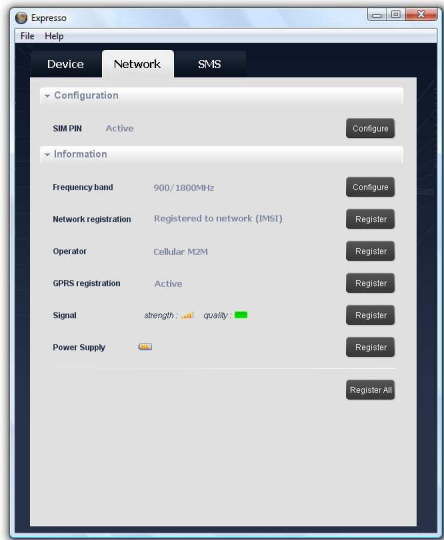 Expresso
File Help
Device Network SMS
Configuration
SIM PIN Active Configure
Information
Frequency band 900/1800MHz Configure
Network registration Registered to network (IMSI) Register
Operator Cellular M2M Register
GPRS registration Active Register
Signal strength : quality : Register
Power Supply Register
Register All